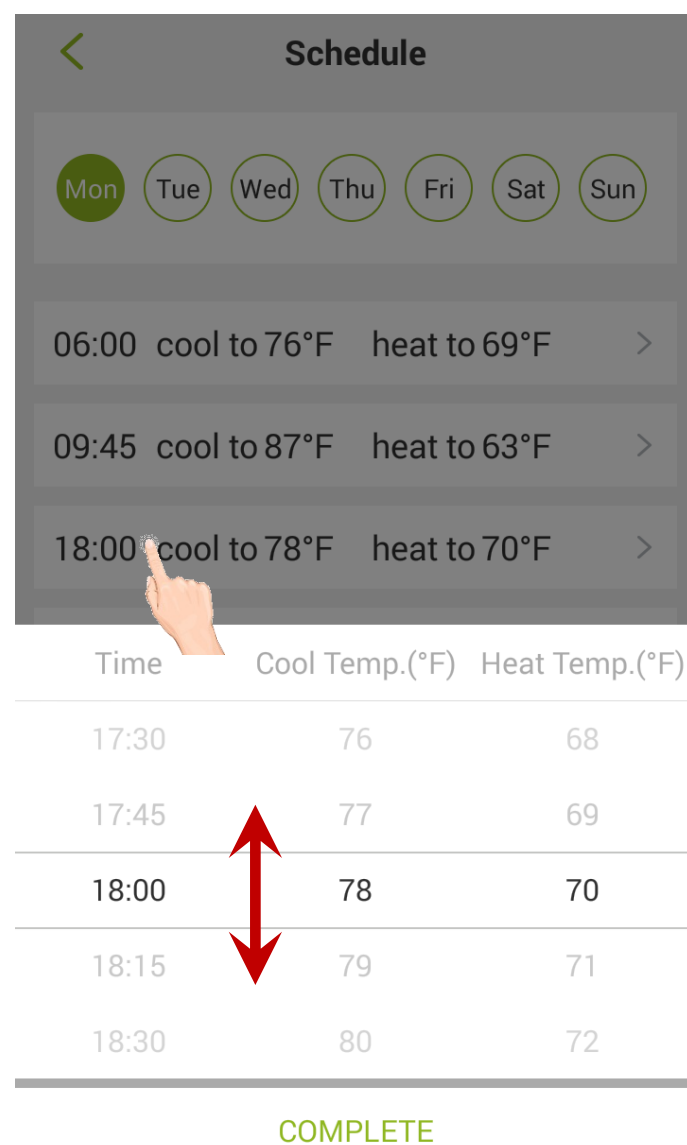 Schedule
Mon Tue Wed Thu Fri Sat Sun
06:00 cool to 76°F heat to 69°F
09:45 cool to 87°F heat to 63°F
18:00 cool to 78°F heat to 70°F
Time Cool Temp.(°F) Heat Temp.(°F)
17:30 76 68
17:45 77 69
18:00 78 70
18:15 79 71
18:30 80 72
COMPLETE